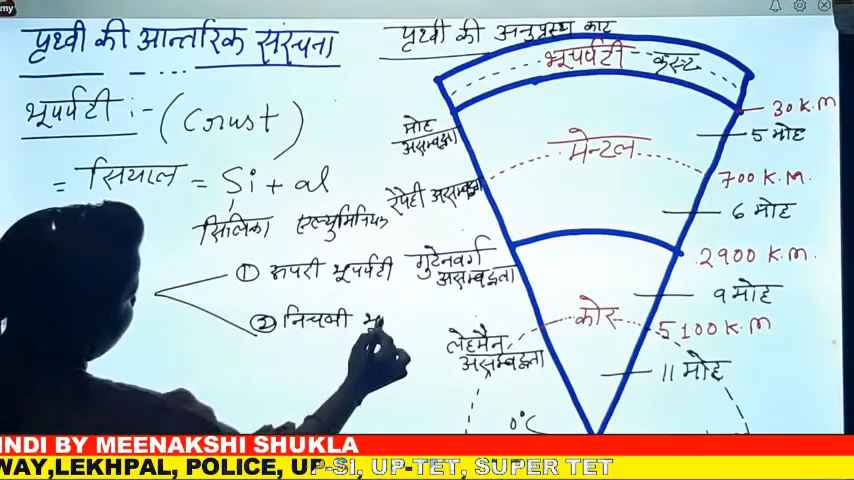 my
पृथ्वी की आन्तरिक संरचना
भूपर्पटी :- (Crust)
= सियाल = Si + al
सिलिका एल्युमिनियम
① ऊपरी भूपर्पटी
② निचली भ
पृथ्वी की अनुप्रस्थ काट
भूपर्पटी क्रस्ट
30 K.M
मोह असम्बद्धता
5 मोह
मेन्टल
700 K.M.
रेपेटी असम्बद्धता
6 मोह
गुटेनवर्ग असम्बद्धता
2900 K.M.
9 मोह
कोर
5100 K.M
लेहमैन असम्बद्धता
11 मोह
0°C
INDI BY MEENAKSHI SHUKLA
WAY,LEKHPAL, POLICE, UP-SI, UP-TET, SUPER TET